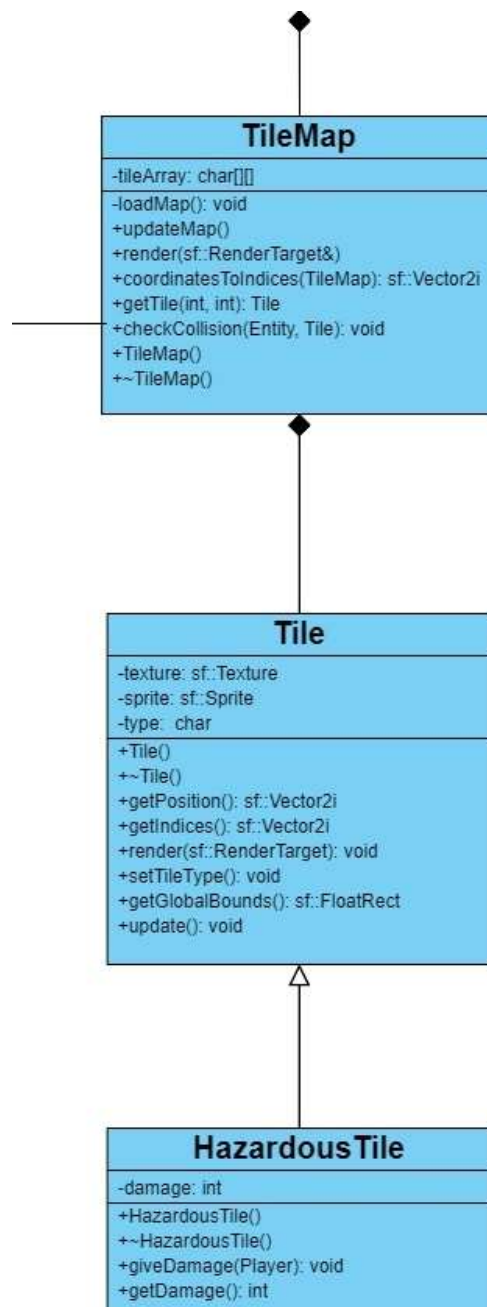 TileMap
-tileArray: char[][]
-loadMap(): void
+updateMap()
+render(sf::RenderTarget&)
+coordinatesToIndices(TileMap): sf::Vector2i
+getTile(int, int): Tile
+checkCollision(Entity, Tile): void
+TileMap()
+~TileMap()
Tile
-texture: sf::Texture
-sprite: sf::Sprite
-type: char
+Tile()
+~Tile()
+getPosition(): sf::Vector2i
+getIndices(): sf::Vector2i
+render(sf::RenderTarget): void
+setTileType(): void
+getGlobalBounds(): sf::FloatRect
+update(): void
HazardousTile
-damage: int
+HazardousTile()
+~HazardousTile()
+giveDamage(Player): void
+getDamage(): int